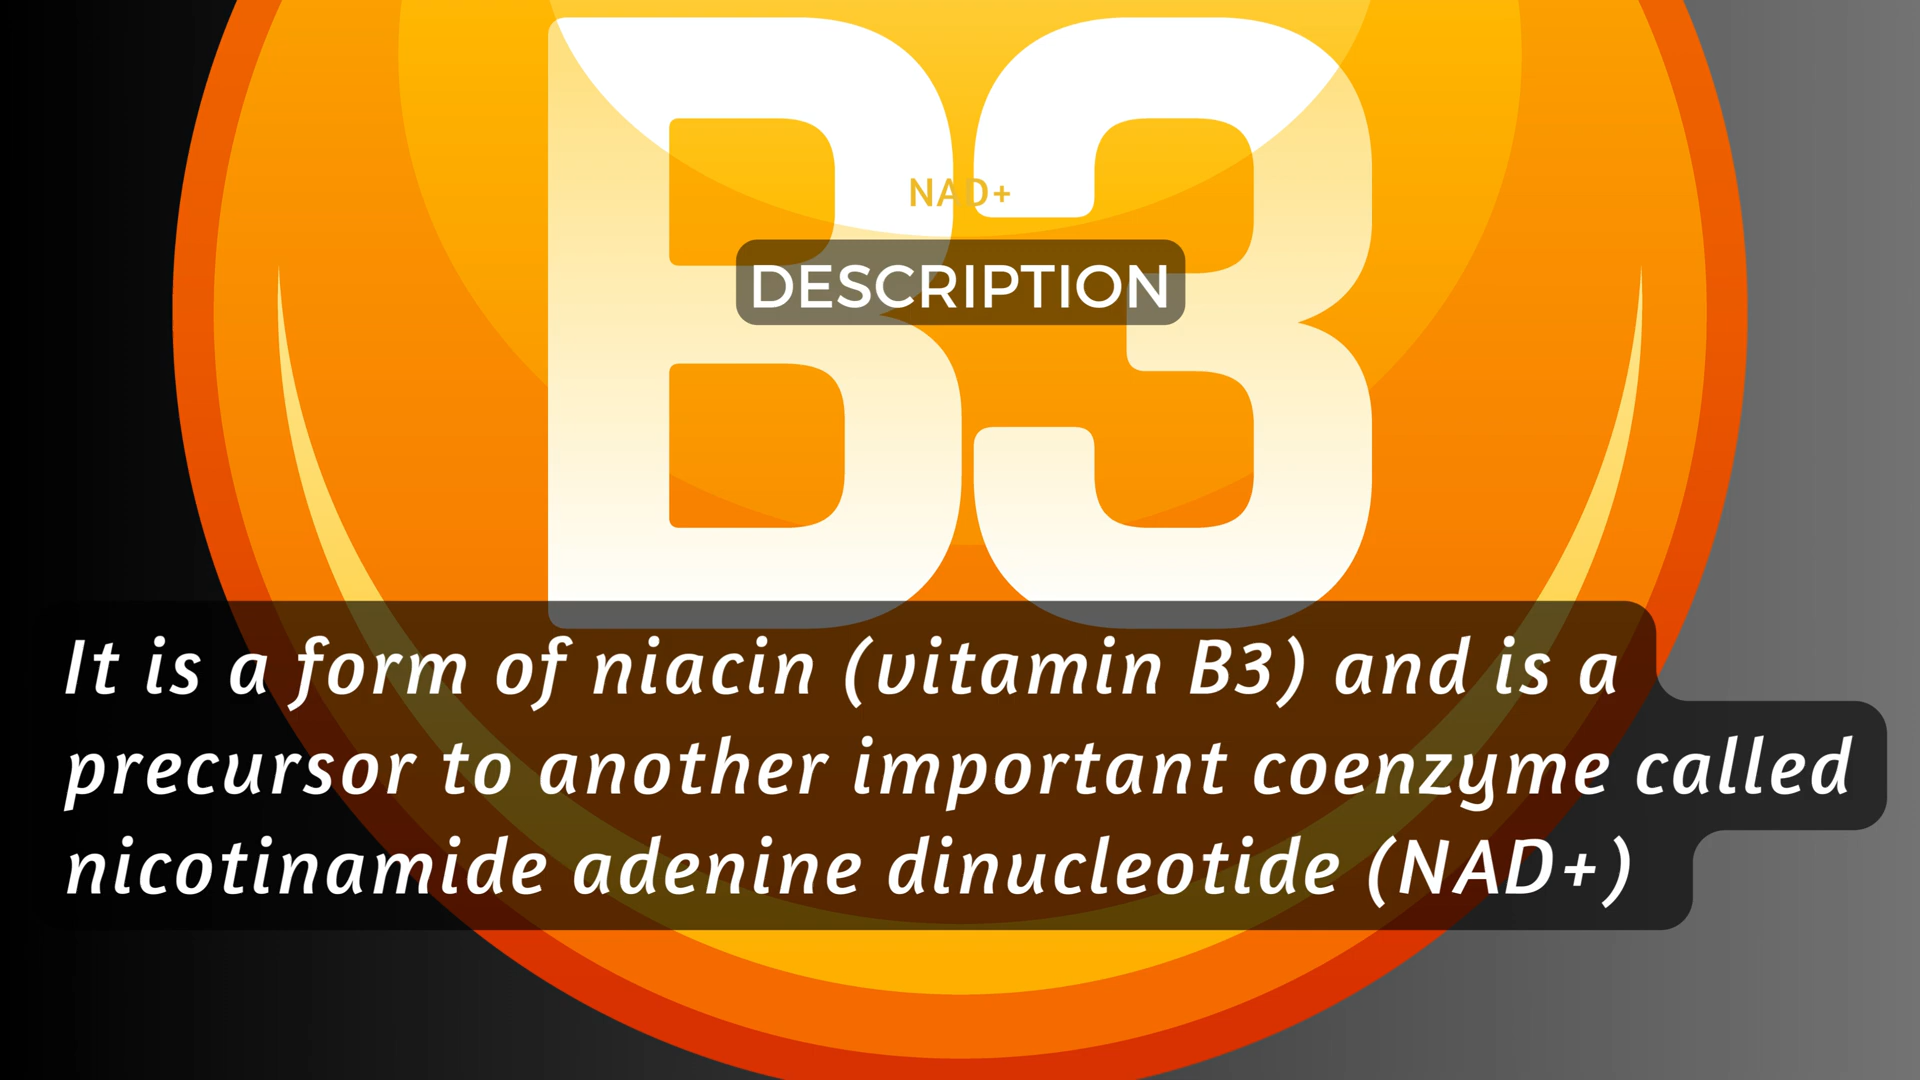 B3
NAD+
DESCRIPTION
It is a form of niacin (vitamin B3) and is a
precursor to another important coenzyme called
nicotinamide adenine dinucleotide (NAD+)